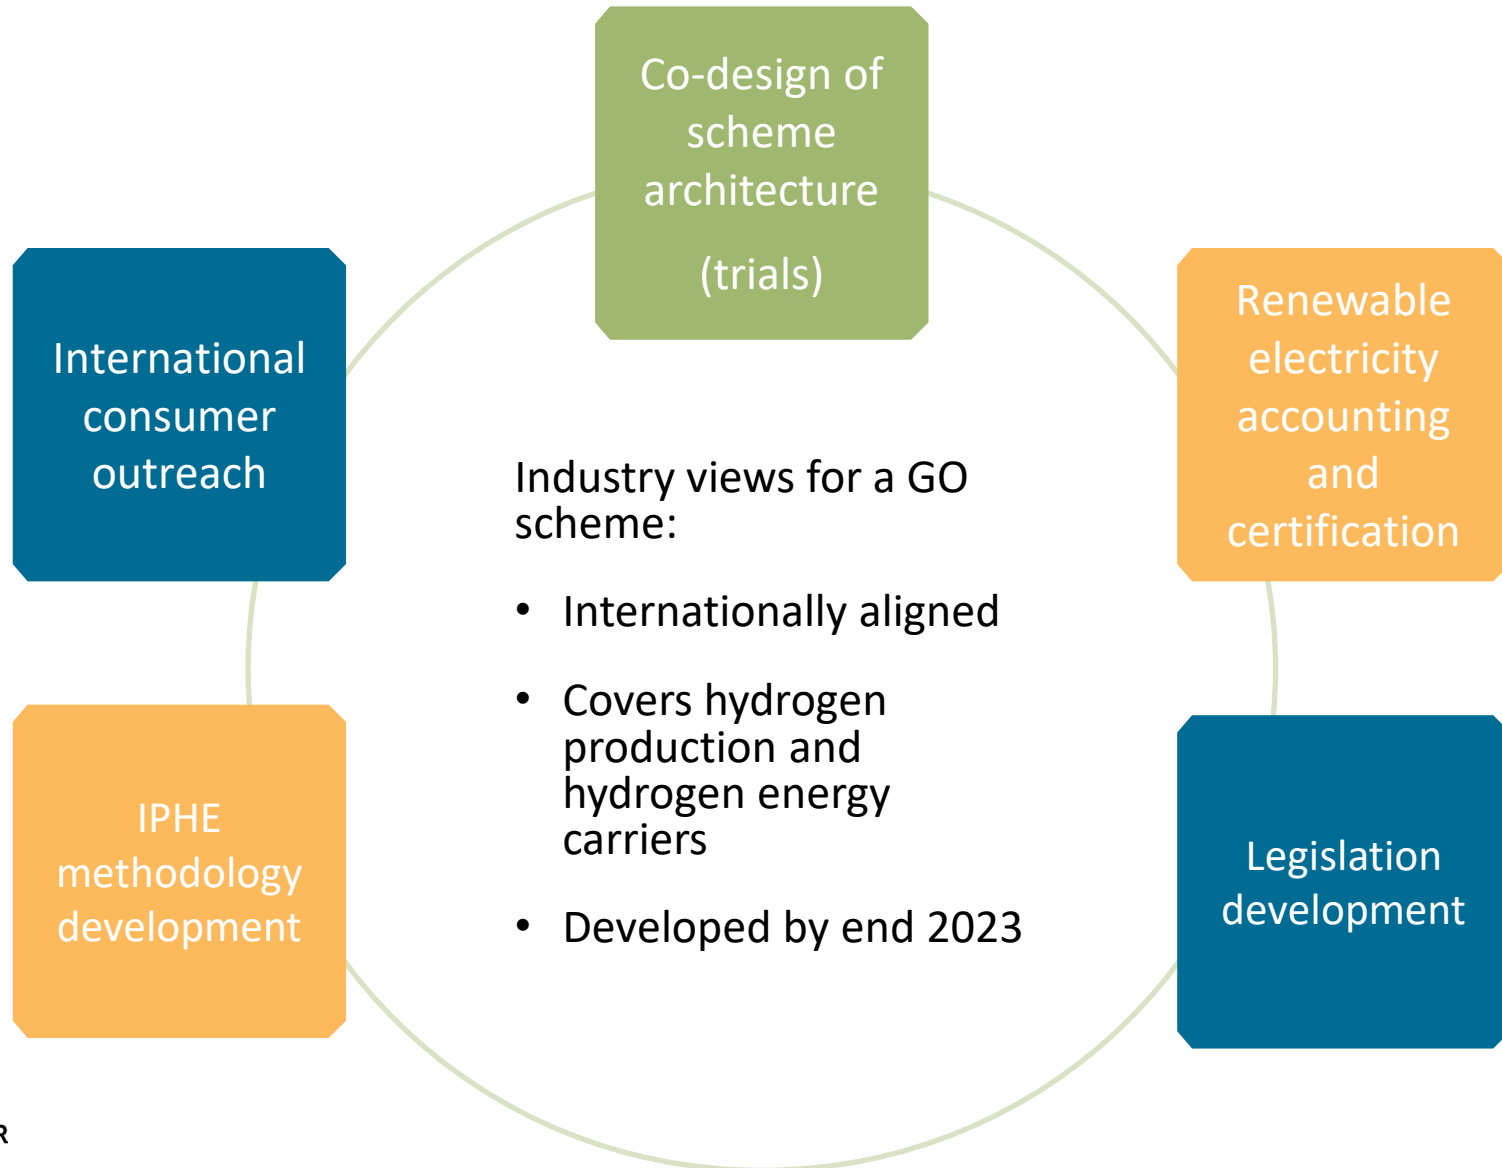 Co-design of
scheme
architecture
(trials)
International
consumer
outreach
Renewable
electricity
accounting
and
certification
Industry views for a GO
scheme:
• Internationally aligned
• Covers hydrogen
production and
hydrogen energy
carriers
• Developed by end 2023
IPHE
methodology
development
Legislation
development
R